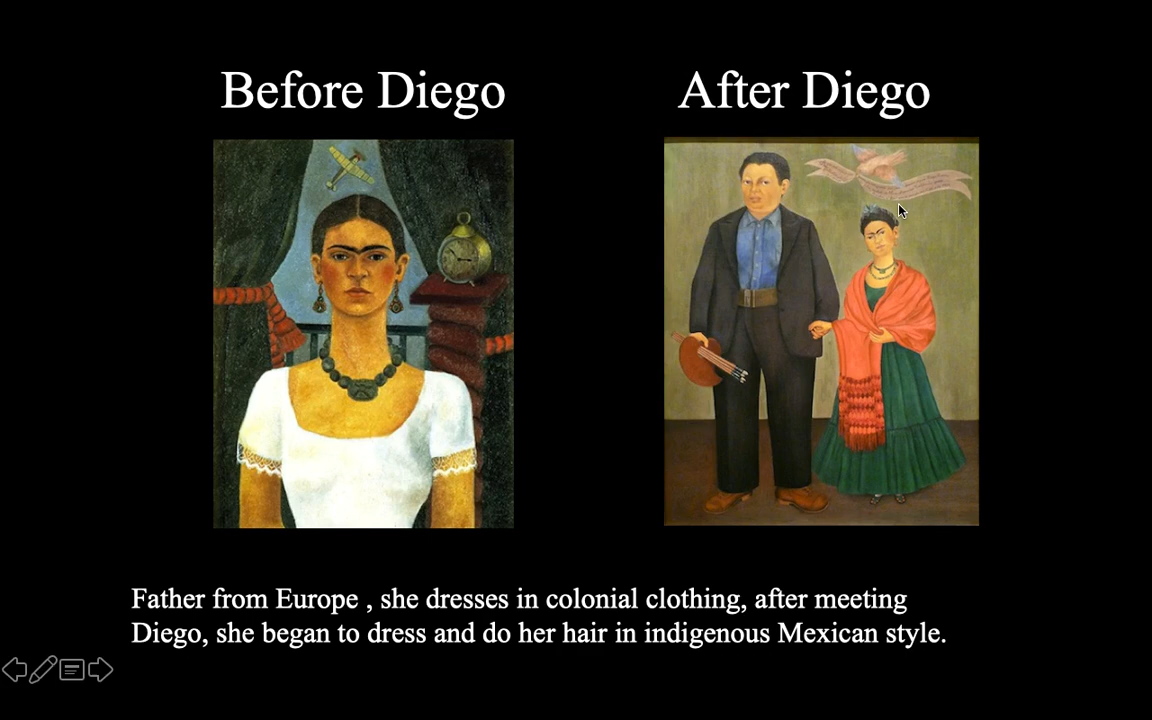 Before Diego
After Diego
Father from Europe , she dresses in colonial clothing, after meeting
Diego, she began to dress and do her hair in indigenous Mexican style.